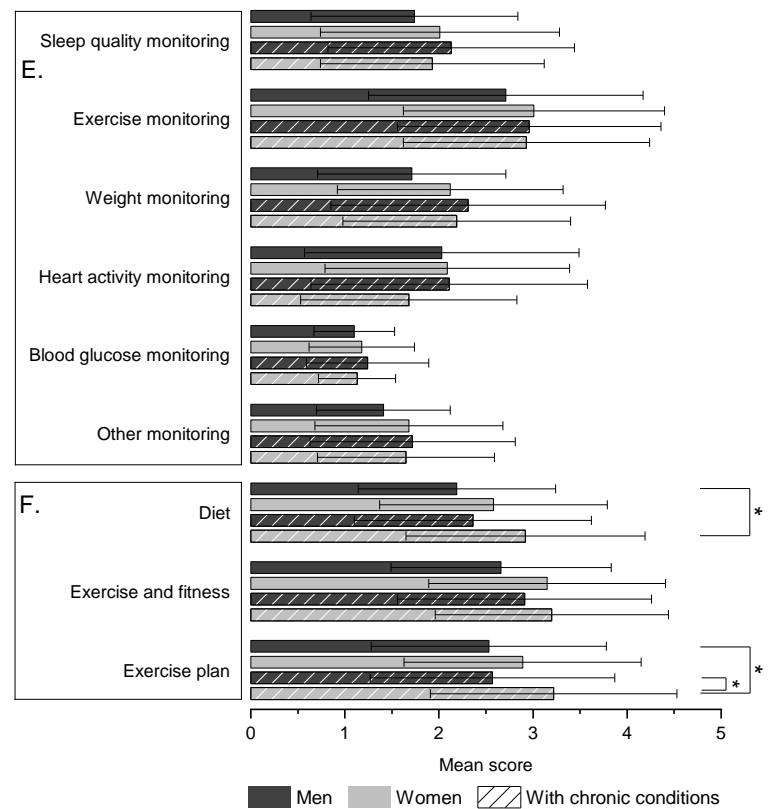 Sleep quality monitoring
E.
Exercise monitoring
Weight monitoring
Heart activity monitoring
Blood glucose monitoring
Other monitoring
F.
Diet
*
Exercise and fitness
Exercise plan
*
*
0 1 2 3 4 5
Mean score
Men Women With chronic conditions